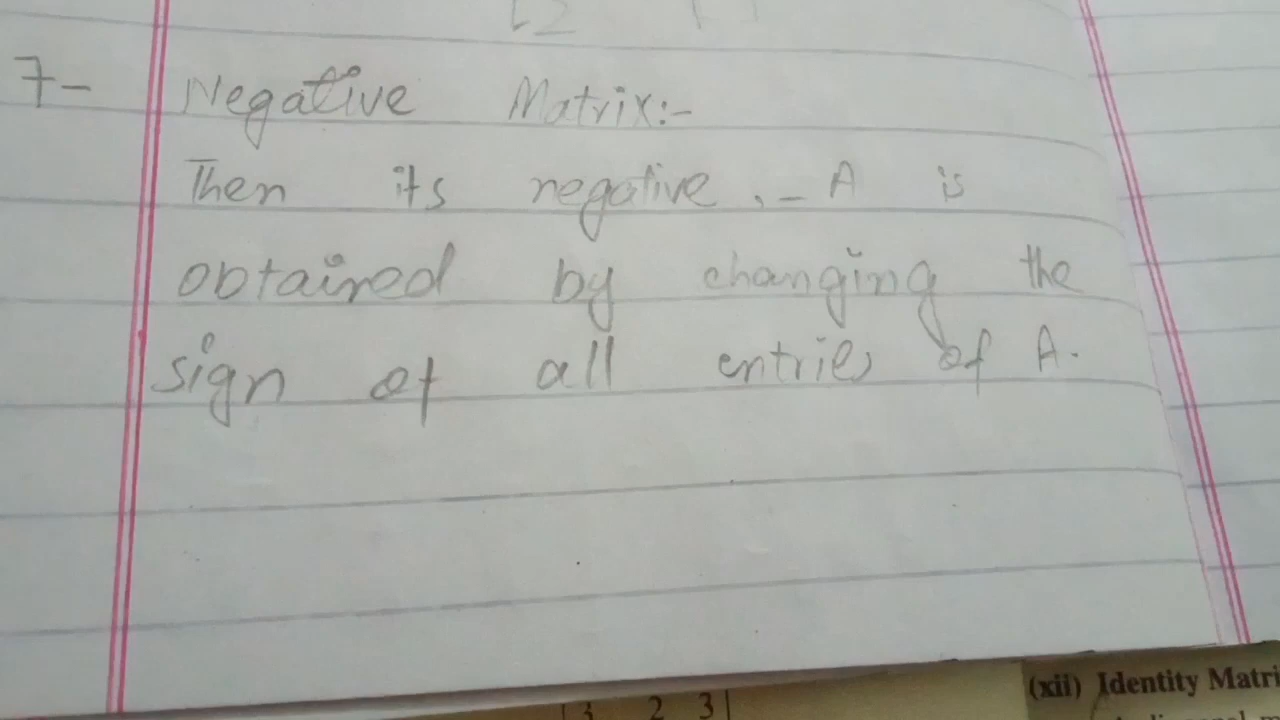 7- Negative Matrix:-
Then its negative, -A is
obtained by changing the
sign of all entries of A.
3 2 3
(xii) Identity Matri